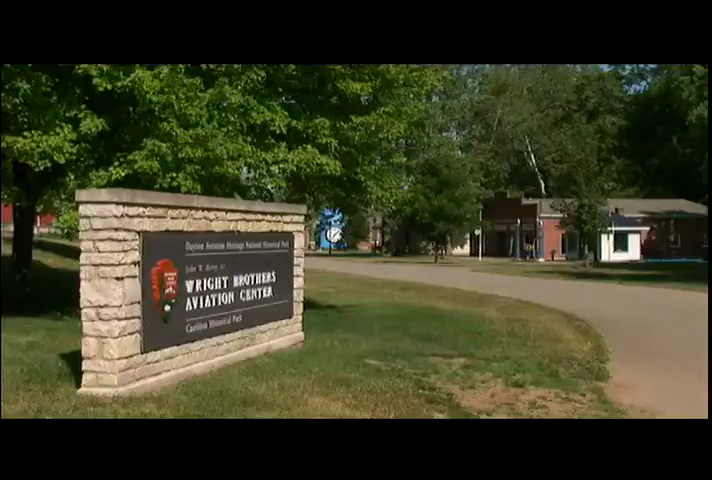 Dayton Aviation Heritage National Historical Park
John W. Berry, Sr.
WRIGHT BROTHERS
AVIATION CENTER
Carillon Historical Park